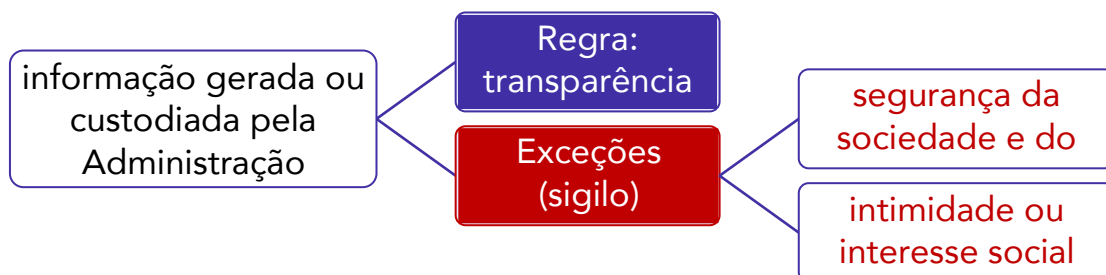 informação gerada ou
custodiada pela
Administração
Regra:
transparência
Exceções
(sigilo)
segurança da
sociedade e do
intimidade ou
interesse social